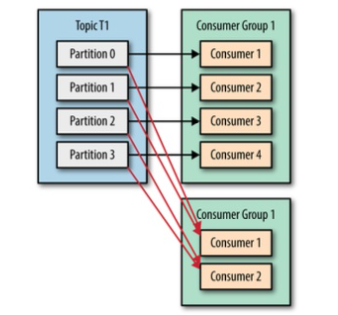 Topic T1
Partition 0
Partition 1
Partition 2
Partition 3
Consumer Group 1
Consumer 1
Consumer 2
Consumer 3
Consumer 4
Consumer Group 1
Consumer 1
Consumer 2